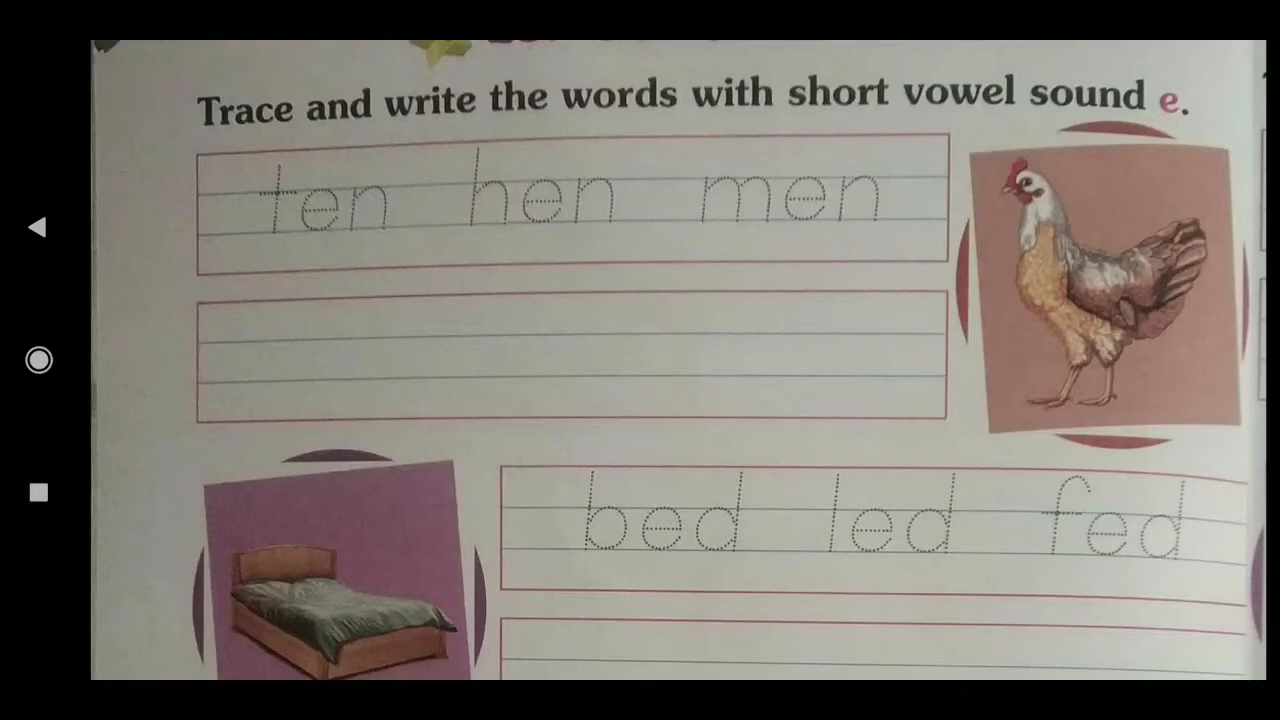 Trace and write the words with short vowel sound e.
ten hen men
bed led fed